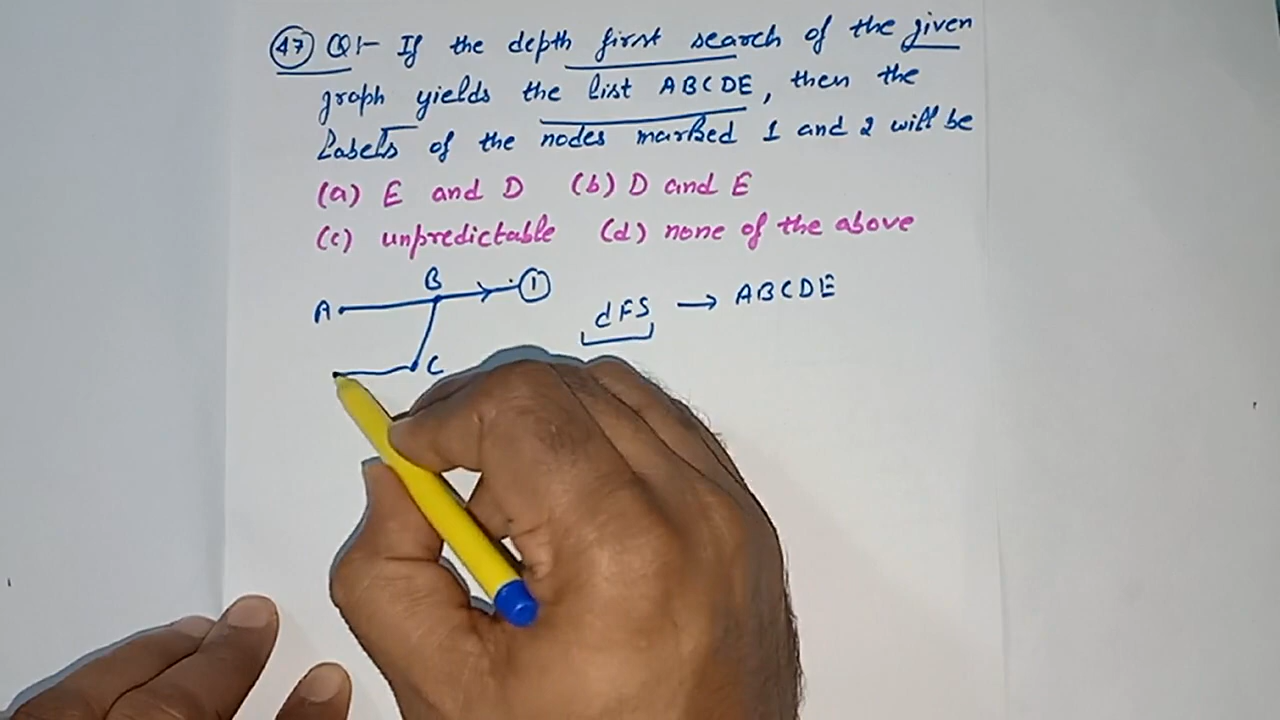 47 Q:- If the depth first search of the given
graph yields the list ABCDE, then the
Labels of the nodes marked 1 and 2 will be
(a) E and D (b) D and E
(c) unpredictable (d) none of the above
A B 1 dFS → ABCDE
C